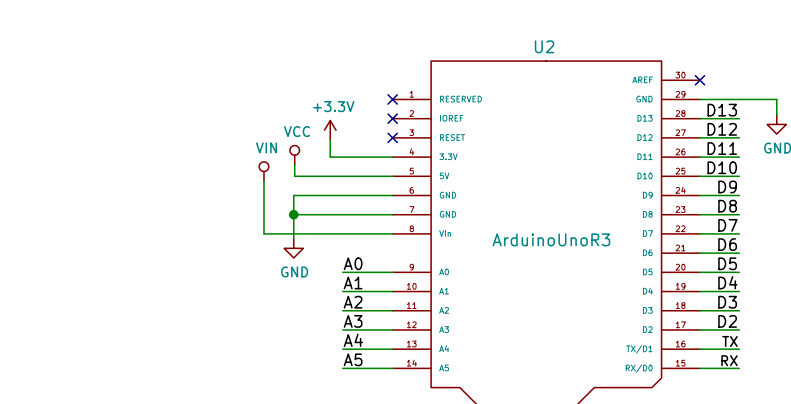 U2
1 RESERVED
2 IOREF
3 RESET
+3.3V 4 3.3V
VCC 5 5V
6 GND
7 GND
VIN 8 Vin
GND
A0 9 A0
A1 10 A1
A2 11 A2
A3 12 A3
A4 13 A4
A5 14 A5
ArduinoUnoR3
AREF 30
GND 29
GND
D13 28 D13
D12 27 D12
D11 26 D11
D10 25 D10
D9 24 D9
D8 23 D8
D7 22 D7
D6 21 D6
D5 20 D5
D4 19 D4
D3 18 D3
D2 17 D2
TX/D1 16 TX
RX/D0 15 RX